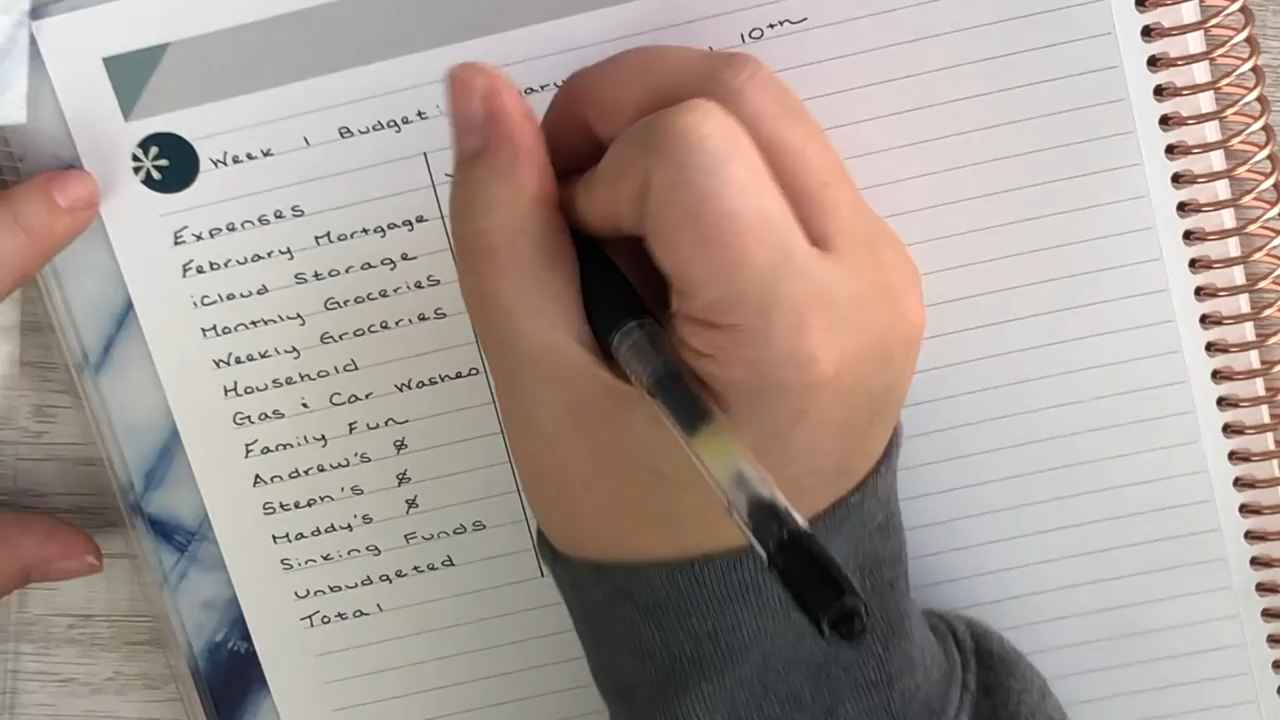 Week 1 Budget: 10th
Expenses
February Mortgage
iCloud Storage
Monthly Groceries
Weekly Groceries
Household
Gas & Car Washes
Family Fun
Andrew's $
Steph's $
Maddy's $
Sinking Funds
Unbudgeted
Total